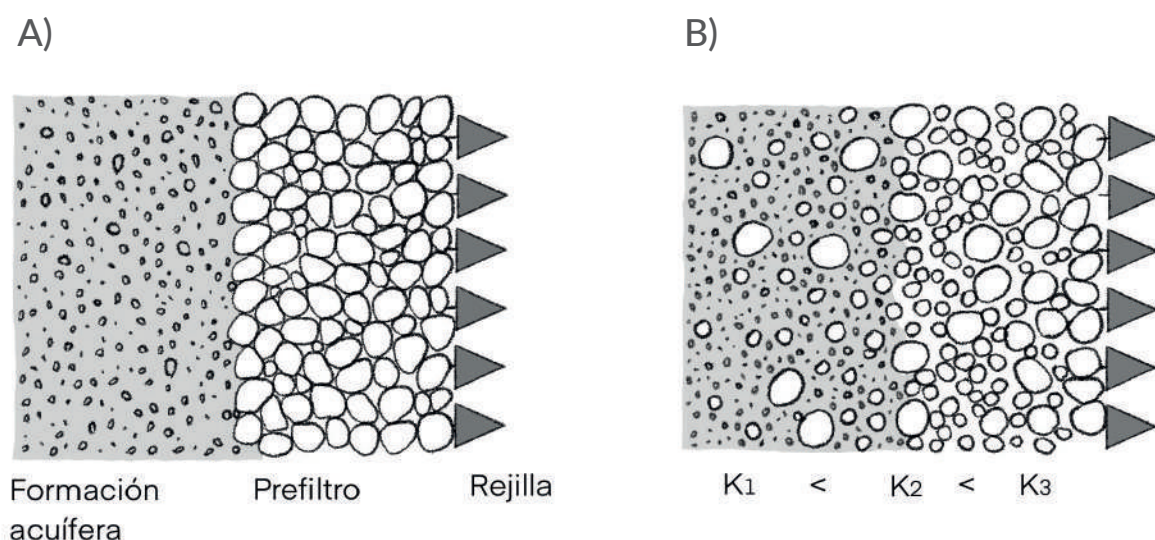 A)
B)
Formación
acuífera
Prefiltro
Rejilla
K1 < K2 < K3